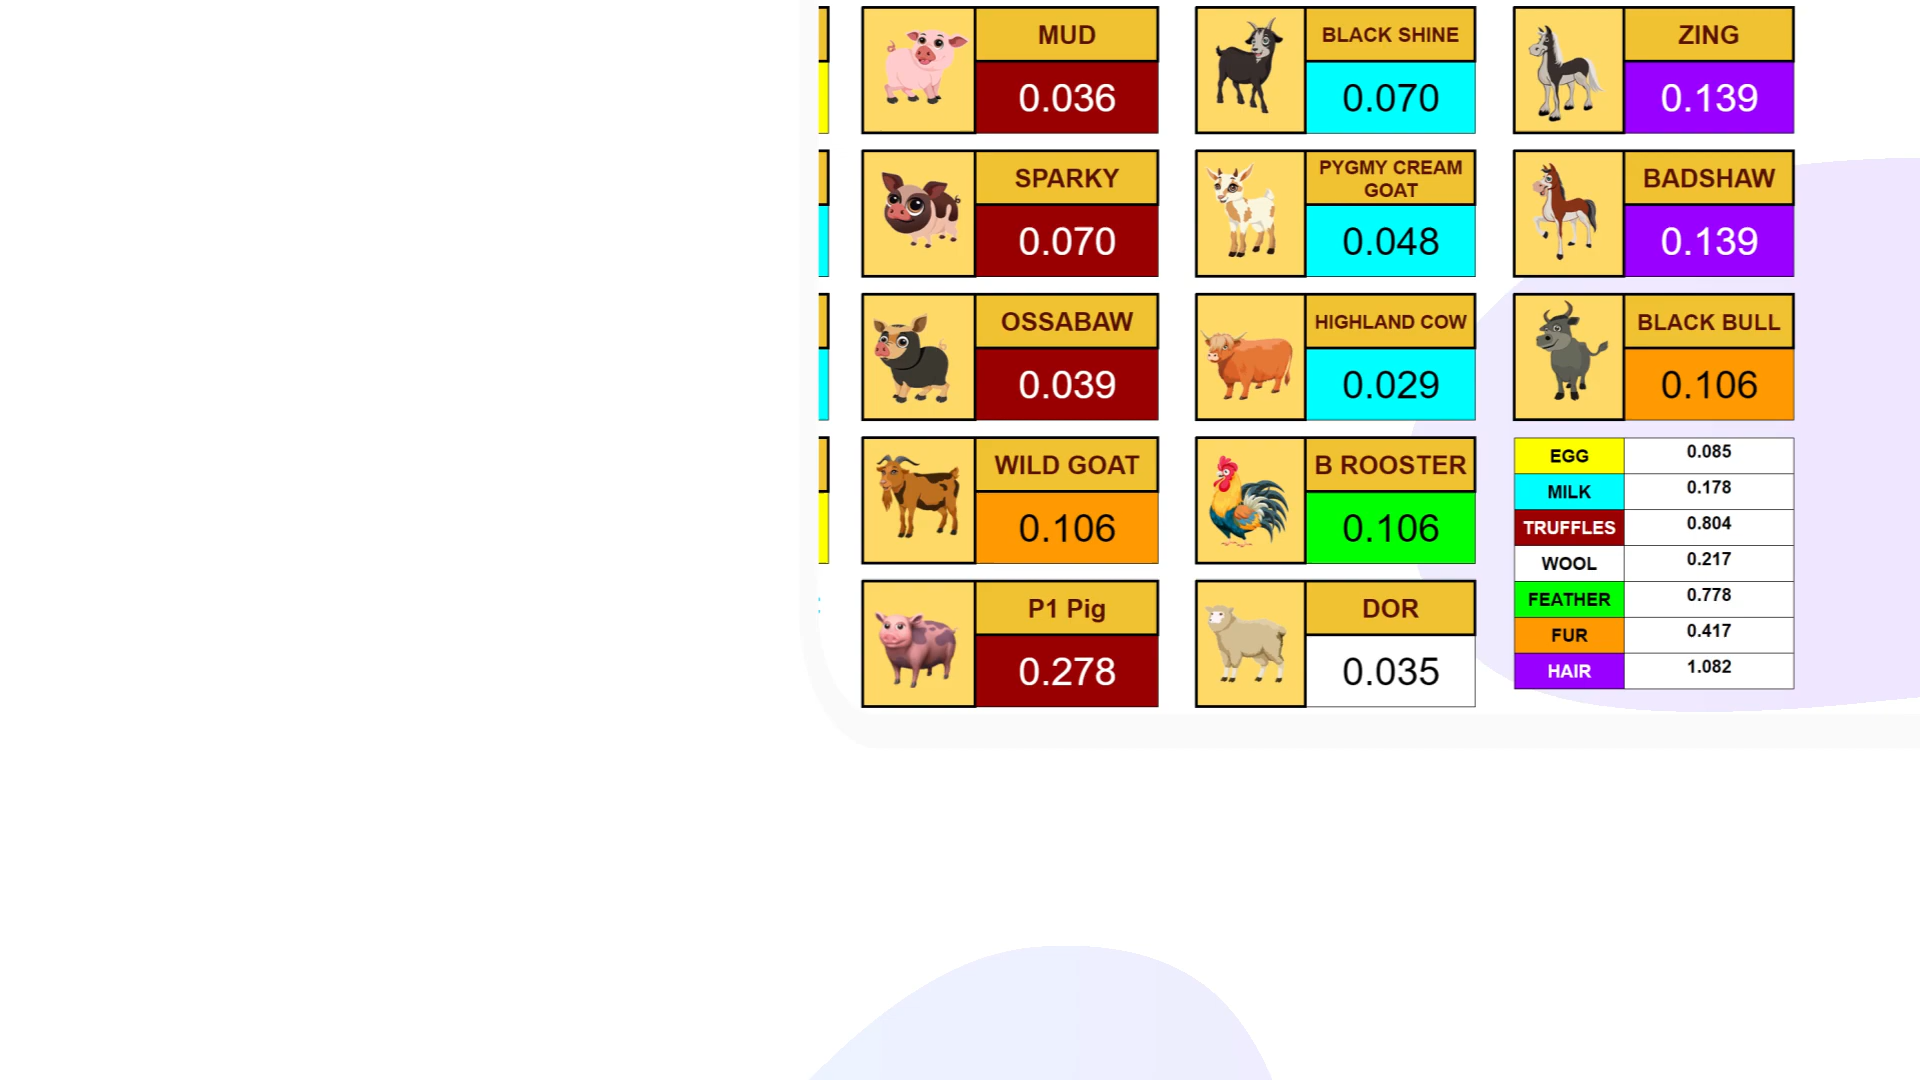 MUD
0.036
BLACK SHINE
0.070
ZING
0.139
SPARKY
0.070
PYGMY CREAM
GOAT
0.048
BADSHAW
0.139
OSSABAW
0.039
HIGHLAND COW
0.029
BLACK BULL
0.106
WILD GOAT
0.106
B ROOSTER
0.106
P1 Pig
0.278
DOR
0.035
EGG 0.085
MILK 0.178
TRUFFLES 0.804
WOOL 0.217
FEATHER 0.778
FUR 0.417
HAIR 1.082